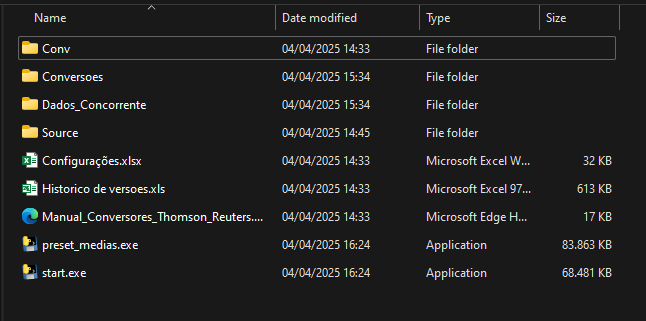 Name Date modified Type Size
Conv 04/04/2025 14:33 File folder
Conversoes 04/04/2025 15:34 File folder
Dados_Concorrente 04/04/2025 15:34 File folder
Source 04/04/2025 14:45 File folder
Configurações.xlsx 04/04/2025 14:33 Microsoft Excel W... 32 KB
Historico de versoes.xls 04/04/2025 14:33 Microsoft Excel 97... 613 KB
Manual_Conversores_Thomson_Reuters.... 04/04/2025 14:33 Microsoft Edge H... 17 KB
preset_medias.exe 04/04/2025 16:24 Application 83.863 KB
start.exe 04/04/2025 16:24 Application 68.481 KB